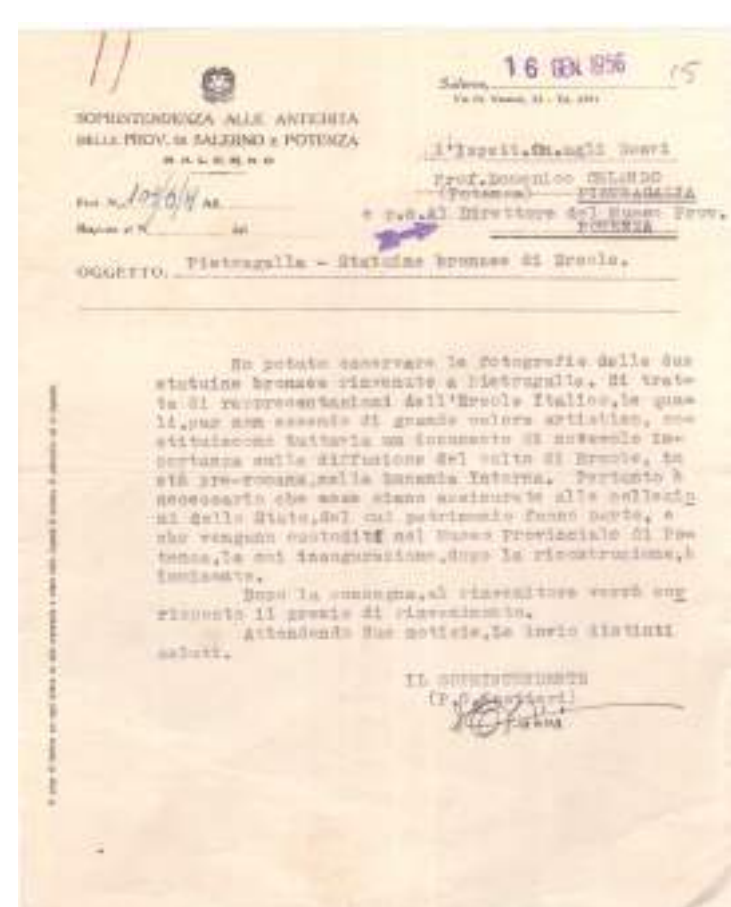 16 GEN. 1956
15
Salerno,
SOPRINTENDENZA ALLE ANTICHITÀ
DELLE PROV. DI SALERNO E POTENZA
SALERNO
l'Ispett.On.agli Scavi
Prof.Domenico ORLANDO
(Potenza) PIETRAGALLA
e p.c.Al Direttore del Museo Prov.
POTENZA
Prot. N. All.
Risposta al N. del
OGGETTO: Pietragalla - Statuine bronzee di Ercole.
Ho potuto osservare le fotografie delle due
statuine bronzee rinvenute a Pietragalla. Si trat-
ta di rappresentazioni dell'Ercole Italico,le qua-
li,pur non essendo di grande valore artistico, co-
stituiscono tuttavia un documento di notevole im-
portanza sulla diffusione del culto di Ercole, in
età pre-romana,nella Lucania Interna. Pertanto è
necessario che esse siano assicurate alle collezio
ni dello Stato,del cui patrimonio fanno parte, e
che vengano custodite nel Museo Provinciale di Po-
tenza,la cui inaugurazione,dopo la ricostruzione,è
imminente.
Dopo la consegna,al rinvenitore verrà cor
risposto il premio di rinvenimento.
Attendendo Sue notizie,Le invio distinti
saluti.
IL SOPRINTENDENTE